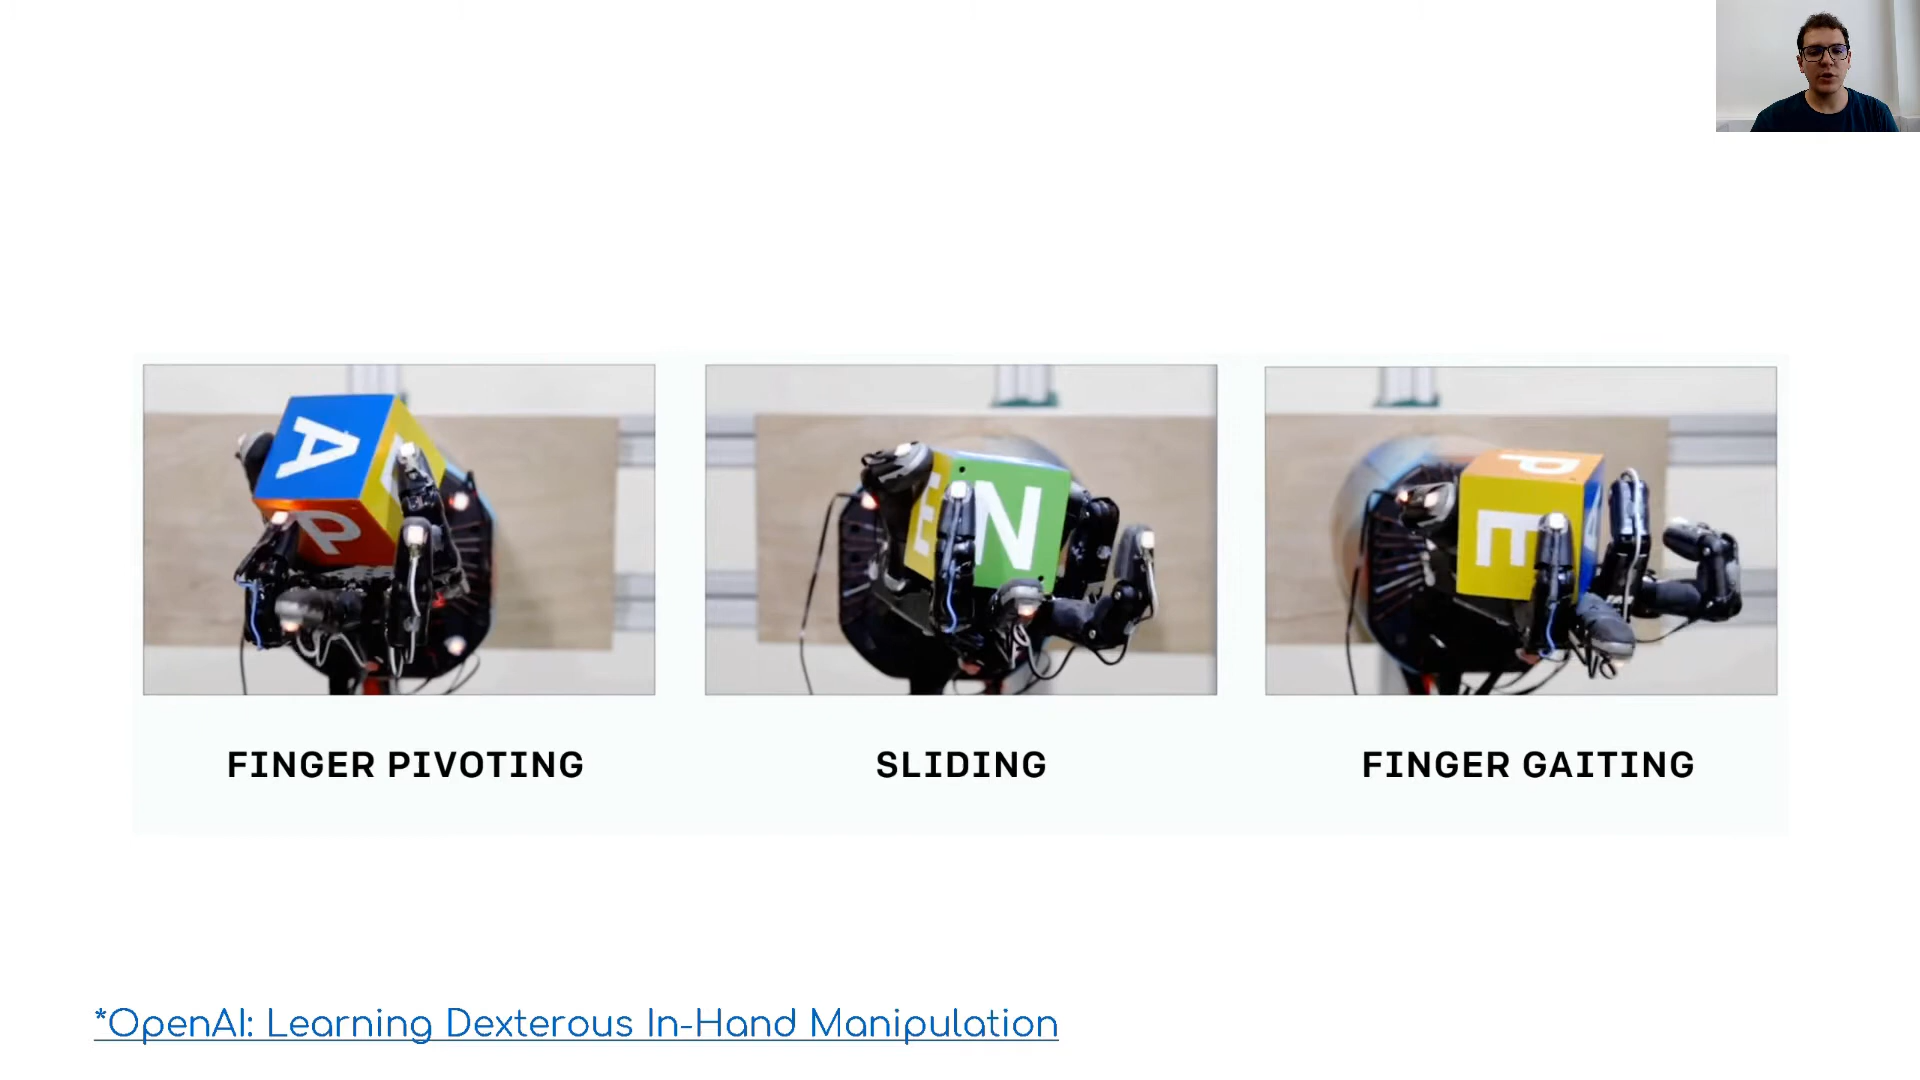 A
P
E
N
P
E
FINGER PIVOTING
SLIDING
FINGER GAITING
*OpenAI: Learning Dexterous In-Hand Manipulation